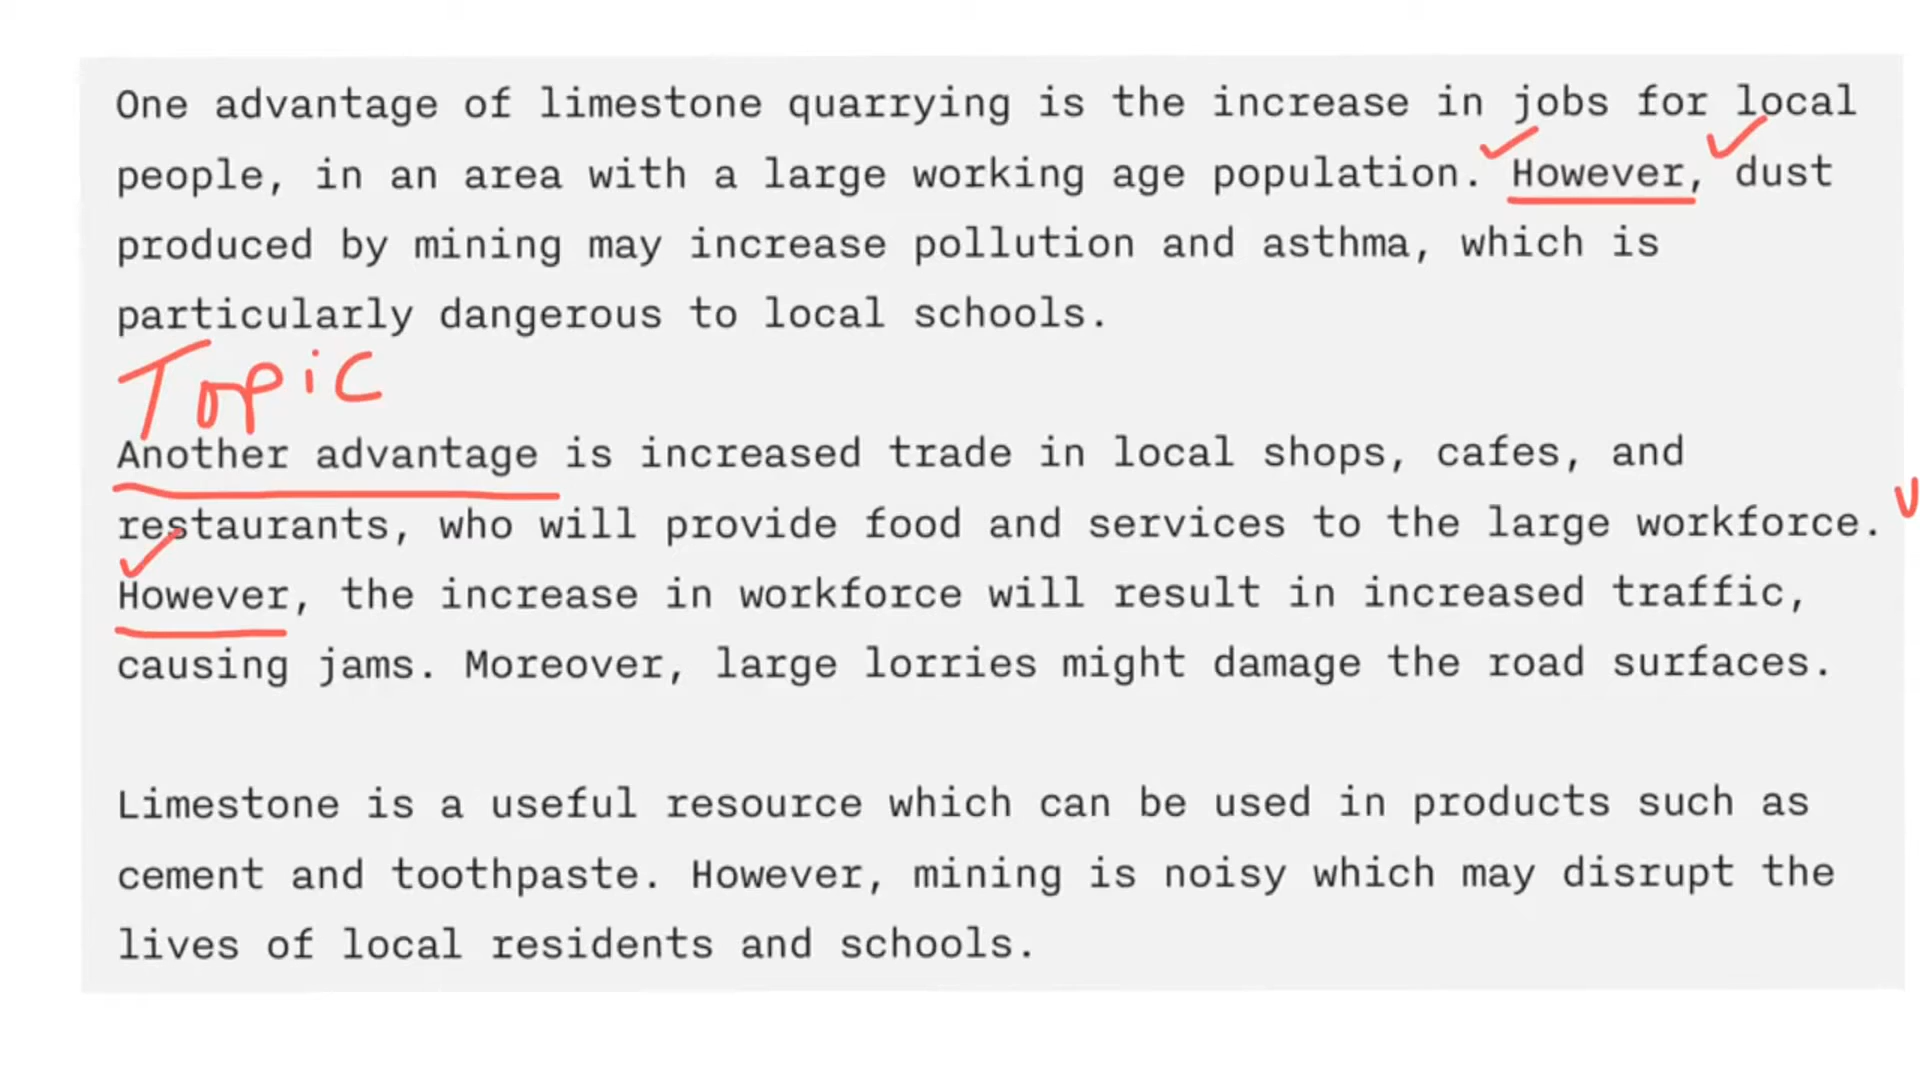 One advantage of limestone quarrying is the increase in jobs for local
people, in an area with a large working age population. However, dust
produced by mining may increase pollution and asthma, which is
particularly dangerous to local schools.
Topic
Another advantage is increased trade in local shops, cafes, and
restaurants, who will provide food and services to the large workforce.
However, the increase in workforce will result in increased traffic,
causing jams. Moreover, large lorries might damage the road surfaces.
Limestone is a useful resource which can be used in products such as
cement and toothpaste. However, mining is noisy which may disrupt the
lives of local residents and schools.